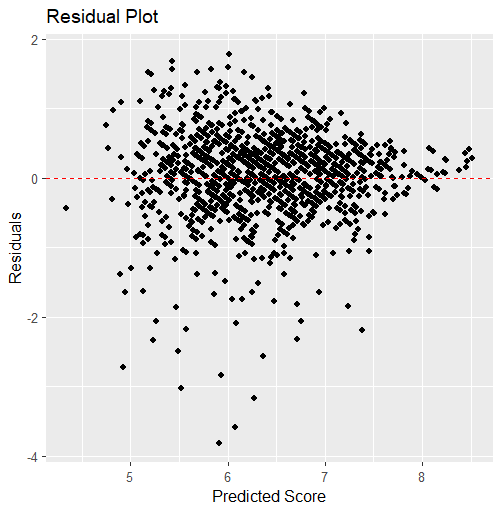 Residual Plot
2
0
-2
-4
Residuals
5 6 7 8
Predicted Score